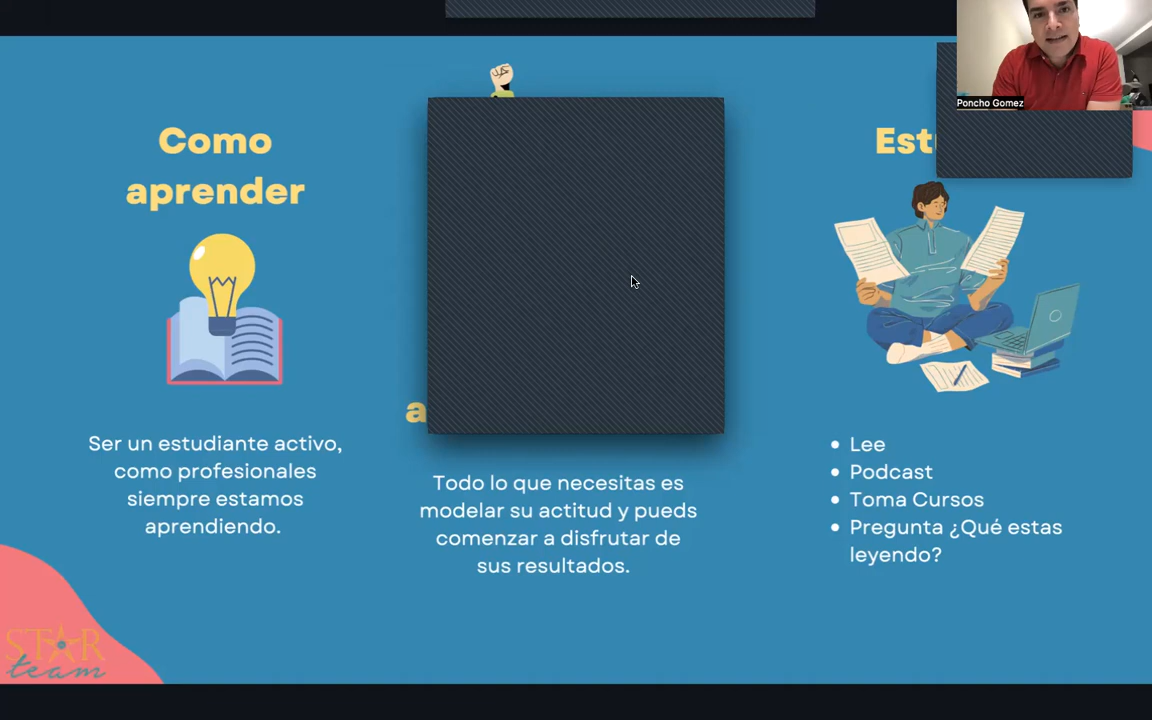 Poncho Gomez
Como
aprender
Ser un estudiante activo,
como profesionales
siempre estamos
aprendiendo.
Todo lo que necesitas es
modelar su actitud y pueds
comenzar a disfrutar de
sus resultados.
Lee
Podcast
Toma Cursos
Pregunta ¿Qué estas
leyendo?
STAR
team